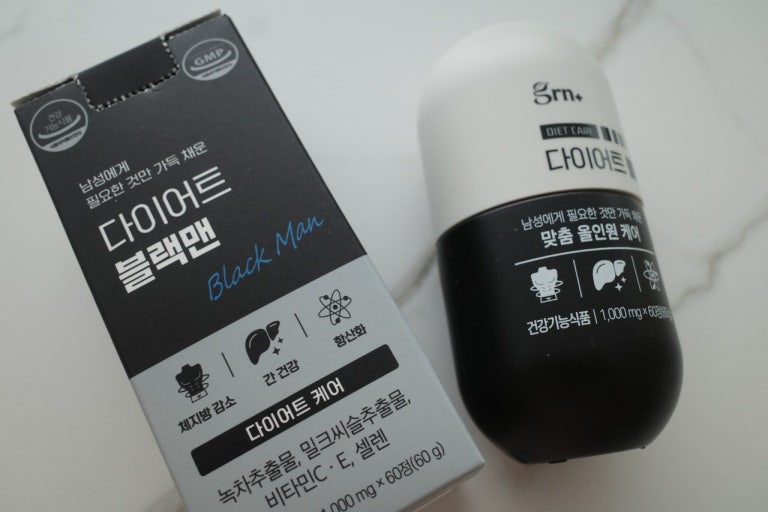 GMP
건강
기능식품
남성에게
필요한 것만 가득 채운
다이어트
블랙맨
Black Man
체지방 감소
간 건강
항산화
다이어트 케어
녹차추출물, 밀크씨슬추출물,
비타민C · E, 셀렌
1,000 mg × 60정(60 g)
grn+
DIET CARE
다이어트
남성에게 필요한 것만 가득 채운
맞춤 올인원 케어
건강기능식품 | 1,000 mg × 60정(60